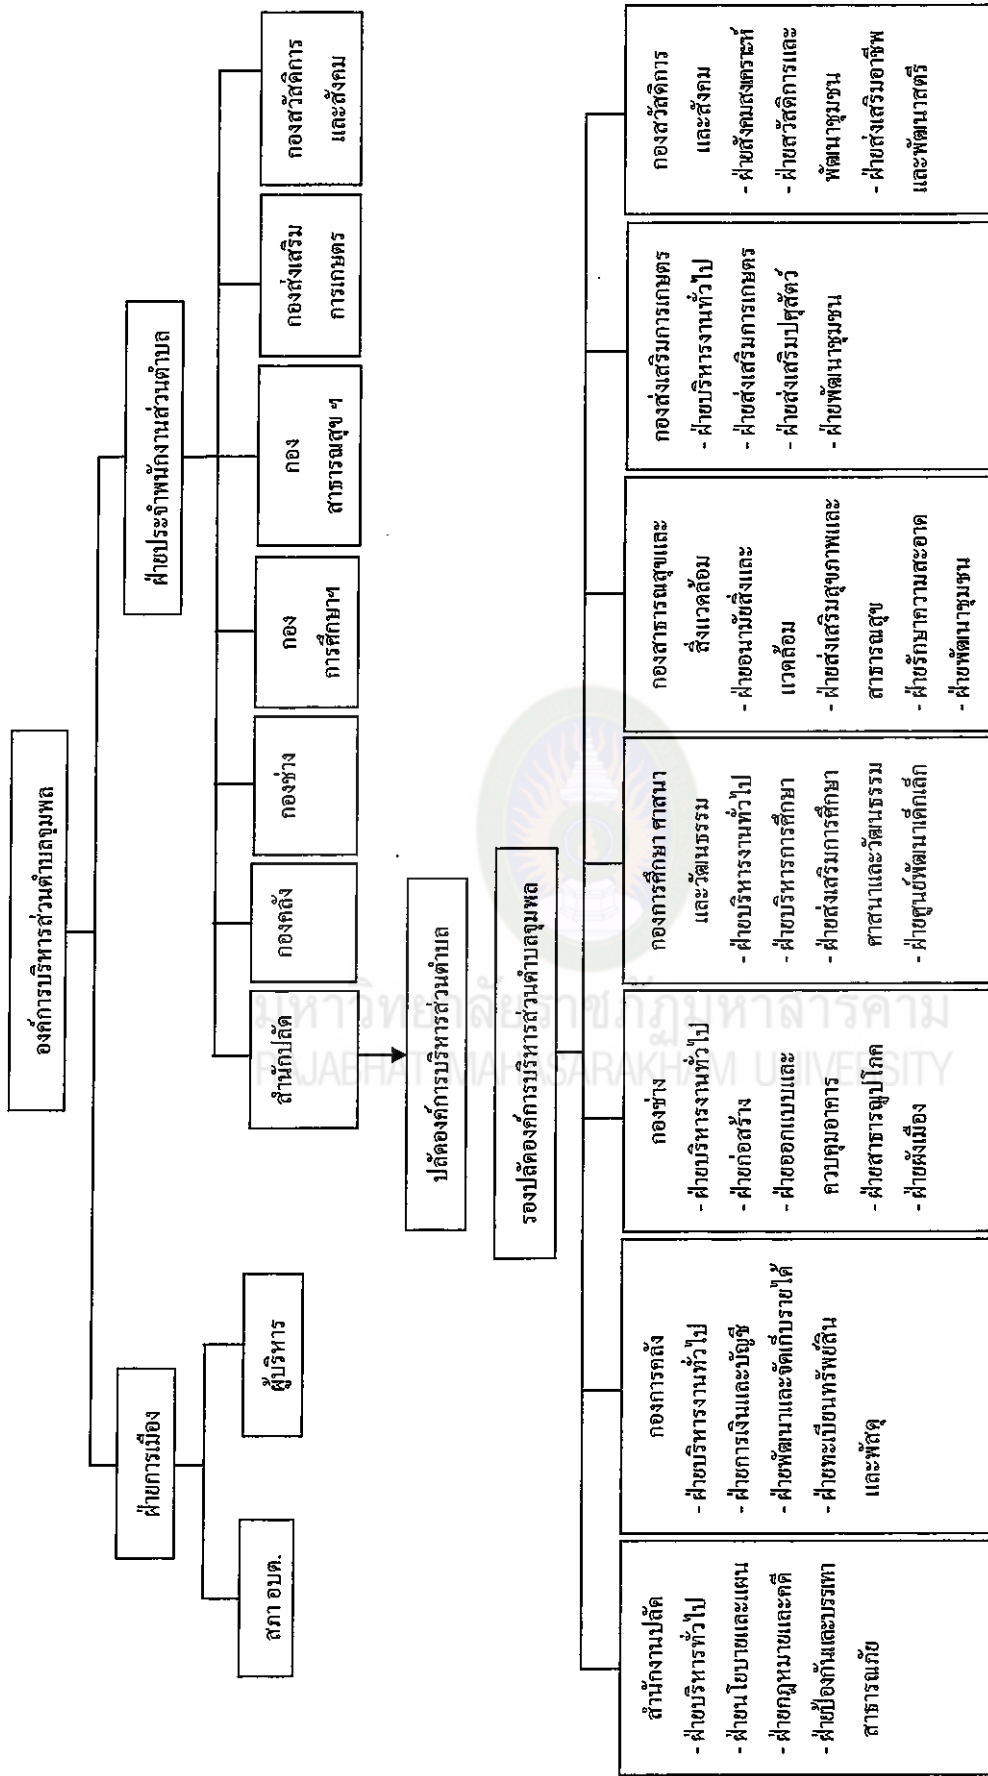 องค์การบริหารส่วนตำบลขุมพล
ฝ่ายการเมือง
ฝ่ายประจำพนักงานส่วนตำบล
สภา อบต.
ผู้บริหาร
สำนักปลัด
กองคลัง
กองช่าง
กอง
การศึกษาฯ
กอง
สาธารณสุข ฯ
กองส่งเสริม
การเกษตร
กองสวัสดิการ
และสังคม
ปลัดองค์การบริหารส่วนตำบล
รองปลัดองค์การบริหารส่วนตำบลขุมพล
สำนักงานปลัด
- ฝ่ายบริหารทั่วไป
- ฝ่ายนโยบายและแผน
- ฝ่ายกฎหมายและคดี
- ฝ่ายป้องกันและบรรเทา
สาธารณภัย
กองการคลัง
- ฝ่ายบริหารงานทั่วไป
- ฝ่ายการเงินและบัญชี
- ฝ่ายพัฒนาและจัดเก็บรายได้
- ฝ่ายทะเบียนทรัพย์สิน
และพัสดุ
กองช่าง
- ฝ่ายบริหารงานทั่วไป
- ฝ่ายก่อสร้าง
- ฝ่ายออกแบบและ
ควบคุมอาคาร
- ฝ่ายสาธารณูปโภค
- ฝ่ายผังเมือง
กองการศึกษา ศาสนา
และวัฒนธรรม
- ฝ่ายบริหารงานทั่วไป
- ฝ่ายบริหารการศึกษา
- ฝ่ายส่งเสริมการศึกษา
ศาสนาและวัฒนธรรม
- ฝ่ายศูนย์พัฒนาเด็กเล็ก
กองสาธารณสุขและ
สิ่งแวดล้อม
- ฝ่ายอนามัยสิ่งและ
แวดล้อม
- ฝ่ายส่งเสริมสุขภาพและ
สาธารณสุข
- ฝ่ายรักษาความสะอาด
- ฝ่ายพัฒนาชุมชน
กองส่งเสริมการเกษตร
- ฝ่ายบริหารงานทั่วไป
- ฝ่ายส่งเสริมการเกษตร
- ฝ่ายส่งเสริมปศุสัตว์
- ฝ่ายพัฒนาชุมชน
กองสวัสดิการ
และสังคม
- ฝ่ายสังคมสงเคราะห์
- ฝ่ายสวัสดิการและ
พัฒนาชุมชน
- ฝ่ายส่งเสริมอาชีพ
และพัฒนาสตรี
มหาวิทยาลัยราชภัฏมหาสารคาม
RAJABHAT MAHASARAKHAM UNIVERSITY